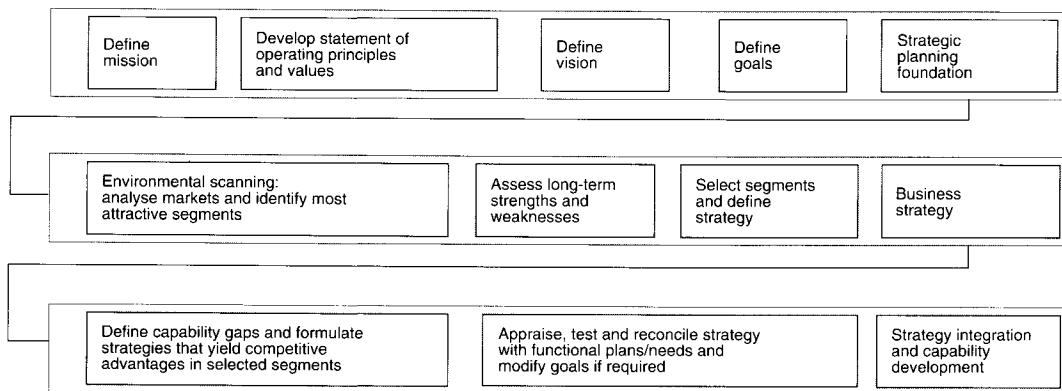 Define
mission
Develop statement of
operating principles
and values
Define
vision
Define
goals
Strategic
planning
foundation
Environmental scanning:
analyse markets and identify most
attractive segments
Assess long-term
strengths and
weaknesses
Select segments
and define
strategy
Business
strategy
Define capability gaps and formulate
strategies that yield competitive
advantages in selected segments
Appraise, test and reconcile strategy
with functional plans/needs and
modify goals if required
Strategy integration
and capability
development